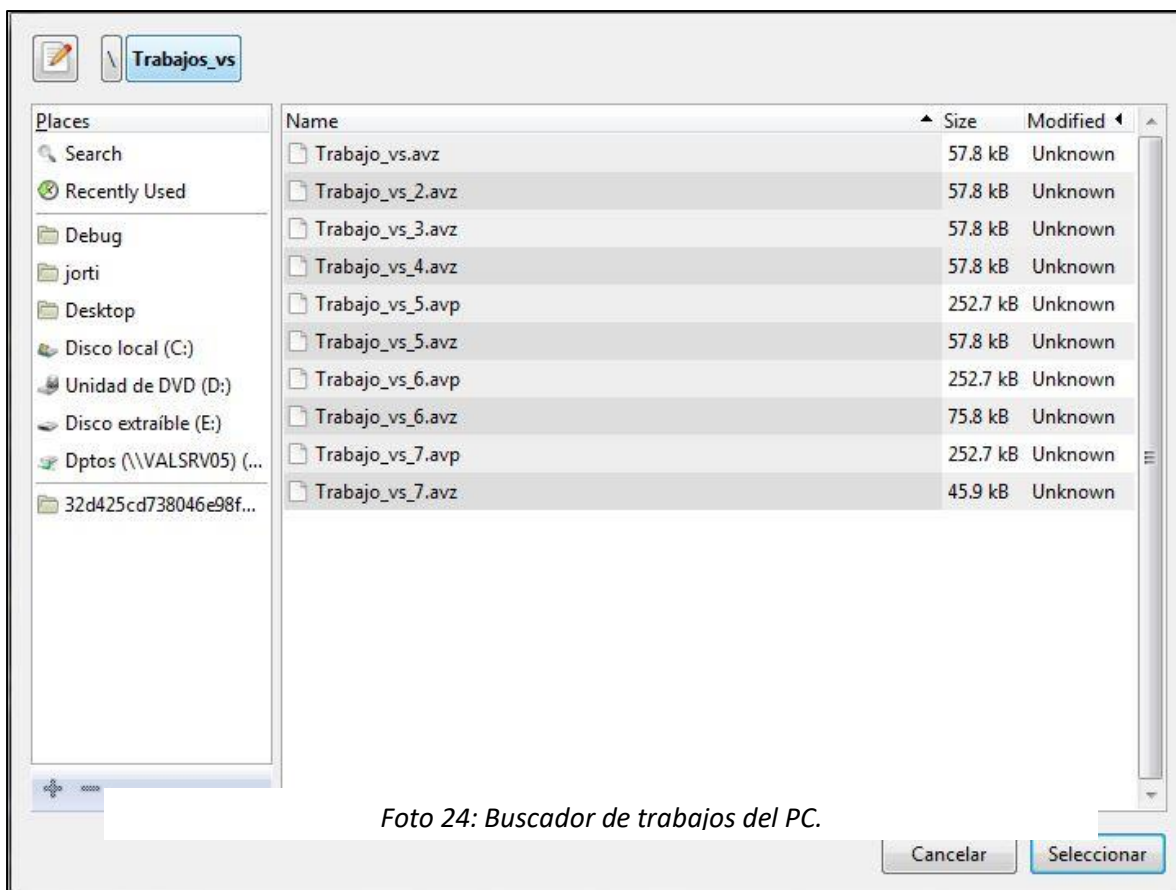 \ Trabajos_vs
Places
Search
Recently Used
Debug
jorti
Desktop
Disco local (C:)
Unidad de DVD (D:)
Disco extraíble (E:)
Dptos (\\VALSRV05) (...
32d425cd738046e98f...
Name Size Modified
Trabajo_vs.avz 57.8 kB Unknown
Trabajo_vs_2.avz 57.8 kB Unknown
Trabajo_vs_3.avz 57.8 kB Unknown
Trabajo_vs_4.avz 57.8 kB Unknown
Trabajo_vs_5.avp 252.7 kB Unknown
Trabajo_vs_5.avz 57.8 kB Unknown
Trabajo_vs_6.avp 252.7 kB Unknown
Trabajo_vs_6.avz 75.8 kB Unknown
Trabajo_vs_7.avp 252.7 kB Unknown
Trabajo_vs_7.avz 45.9 kB Unknown
Foto 24: Buscador de trabajos del PC.
Cancelar Seleccionar